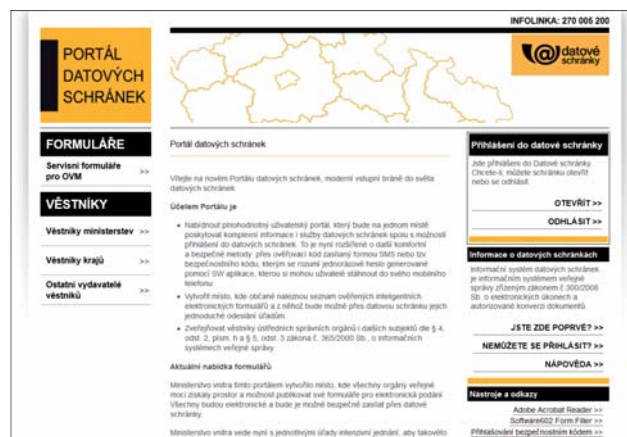 INFOLINKA: 270 005 200
PORTÁL
DATOVÝCH
SCHRÁNEK
datové
schránky
FORMULÁŘE
Servisní formuláře
pro OVM >>
VĚSTNÍKY
Věstníky ministerstev >>
Věstníky krajů >>
Ostatní vydavatelé
věstníků >>
Portál datových schránek
Vítejte na novém Portálu datových schránek, moderní vstupní bráně do světa
datových schránek.
Účelem Portálu je
• Nabídnout plnohodnotný uživatelský portál, který bude na jednom místě
poskytoval komplexní informace i služby datových schránek spolu s možností
přihlášení do datových schránek. To je nyní rozšířeno o další komfortní
a bezpečné metody: přes ověřovací kód zasílaný formou SMS nebo tzv.
bezpečnostního kódu, kterým se rozumí jednorázové heslo generované
pomocí SW aplikace, kterou si mohou uživatelé stáhnout do svého mobilního
telefonu.
• Vytvořit místo, kde občané naleznou seznam ověřených inteligentních
elektronických formulářů a z něhož bude možné přes datovou schránku jejich
jednoduché odeslání úřadům.
• Zveřejňovat věstníky ústředních správních orgánů i dalších subjektů dle § 4,
odst. 2, písm. h a § 5, odst. 3 zákona č. 365/2000 Sb., o informačních
systémech veřejné správy.
Aktuální nabídka formulářů
Ministerstvo vnitra tímto portálem vytvořilo místo, kde všechny orgány veřejné
moci získaly prostor a možnost publikovat své formuláře pro elektronická podání.
Všechny budou elektronické a bude je možné bezpečně zasílat přes datové
schránky.
Ministerstvo vnitra vede nyní s jednotlivými úřady intenzivní jednání, aby takovéto
Přihlášení do datové schránky
Jste přihlášeni do Datové schránky
Chcete-li, můžete schránku otevřít
nebo se odhlásit.
OTEVŘÍT >>
ODHLÁSIT >>
Informace o datových schránkách
Informační systém datových schránek
je informačním systémem veřejné
správy zřízeným zákonem č.300/2008
Sb. o elektronických úkonech a
autorizované konverzi dokumentů.
JSTE ZDE POPRVÉ? >>
NEMŮŽETE SE PŘIHLÁSIT? >>
NÁPOVĚDA >>
Nástroje a odkazy
Adobe Acrobat Reader >>
Software602 Form Filler >>
Přihlašování bezpečnostním kódem >>